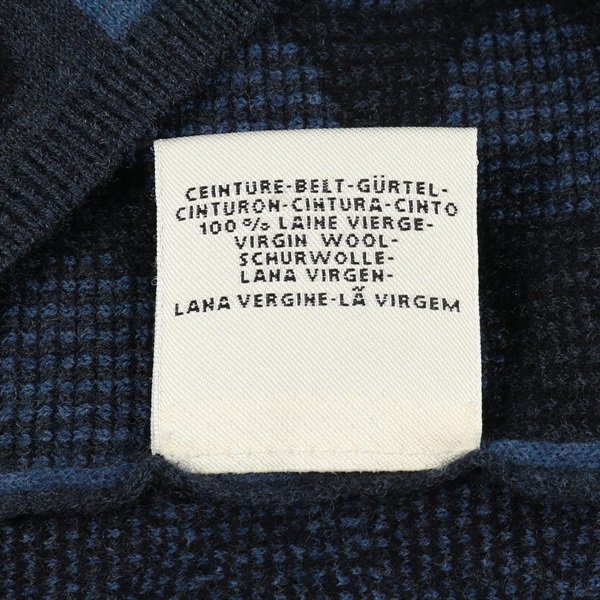 CEINTURE-BELT-GÜRTEL-
CINTURON-CINTURA-CINTO
100 % LAINE VIERGE-
VIRGIN WOOL-
SCHURWOLLE-
LANA VIRGEN-
LANA VERGINE-LÃ VIRGEM